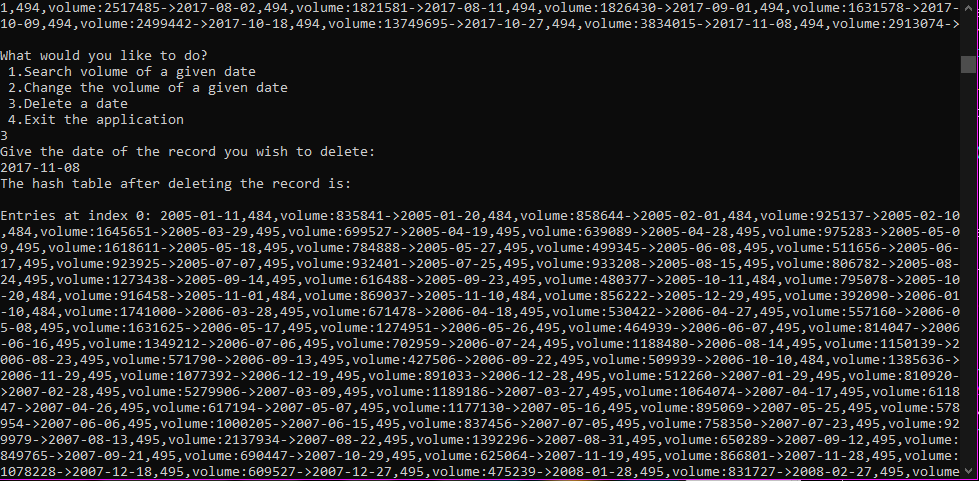 1,494,volume:2517485->2017-08-02,494,volume:1821581->2017-08-11,494,volume:1826430->2017-09-01,494,volume:1631578->2017-
10-09,494,volume:2499442->2017-10-18,494,volume:13749695->2017-10-27,494,volume:3834015->2017-11-08,494,volume:2913074->
What would you like to do?
1.Search volume of a given date
2.Change the volume of a given date
3.Delete a date
4.Exit the application
3
Give the date of the record you wish to delete:
2017-11-08
The hash table after deleting the record is:
Entries at index 0: 2005-01-11,484,volume:835841->2005-01-20,484,volume:858644->2005-02-01,484,volume:925137->2005-02-10
,484,volume:1645651->2005-03-29,495,volume:699527->2005-04-19,495,volume:639089->2005-04-28,495,volume:975283->2005-05-0
9,495,volume:1618611->2005-05-18,495,volume:784888->2005-05-27,495,volume:499345->2005-06-08,495,volume:511656->2005-06-
17,495,volume:923925->2005-07-07,495,volume:932401->2005-07-25,495,volume:933208->2005-08-15,495,volume:806782->2005-08-
24,495,volume:1273438->2005-09-14,495,volume:616488->2005-09-23,495,volume:480377->2005-10-11,484,volume:795078->2005-10
-20,484,volume:916458->2005-11-01,484,volume:869037->2005-11-10,484,volume:856222->2005-12-29,495,volume:392090->2006-01
-10,484,volume:1741000->2006-03-28,495,volume:671478->2006-04-18,495,volume:530422->2006-04-27,495,volume:557160->2006-0
5-08,495,volume:1631625->2006-05-17,495,volume:1274951->2006-05-26,495,volume:464939->2006-06-07,495,volume:814047->2006
-06-16,495,volume:1349212->2006-07-06,495,volume:702959->2006-07-24,495,volume:1188480->2006-08-14,495,volume:1150139->2
006-08-23,495,volume:571790->2006-09-13,495,volume:427506->2006-09-22,495,volume:509939->2006-10-10,484,volume:1385636->
2006-11-29,495,volume:1077392->2006-12-19,495,volume:891033->2006-12-28,495,volume:512260->2007-01-29,495,volume:810920-
>2007-02-28,495,volume:5279906->2007-03-09,495,volume:1189186->2007-03-27,495,volume:1064074->2007-04-17,495,volume:6118
47->2007-04-26,495,volume:617194->2007-05-07,495,volume:1177130->2007-05-16,495,volume:895069->2007-05-25,495,volume:578
954->2007-06-06,495,volume:1000205->2007-06-15,495,volume:837456->2007-07-05,495,volume:758350->2007-07-23,495,volume:92
9979->2007-08-13,495,volume:2137934->2007-08-22,495,volume:1392296->2007-08-31,495,volume:650289->2007-09-12,495,volume:
849765->2007-09-21,495,volume:690447->2007-10-29,495,volume:625064->2007-11-19,495,volume:866801->2007-11-28,495,volume:
1078228->2007-12-18,495,volume:609527->2007-12-27,495,volume:475239->2008-01-28,495,volume:831727->2008-02-27,495,volume